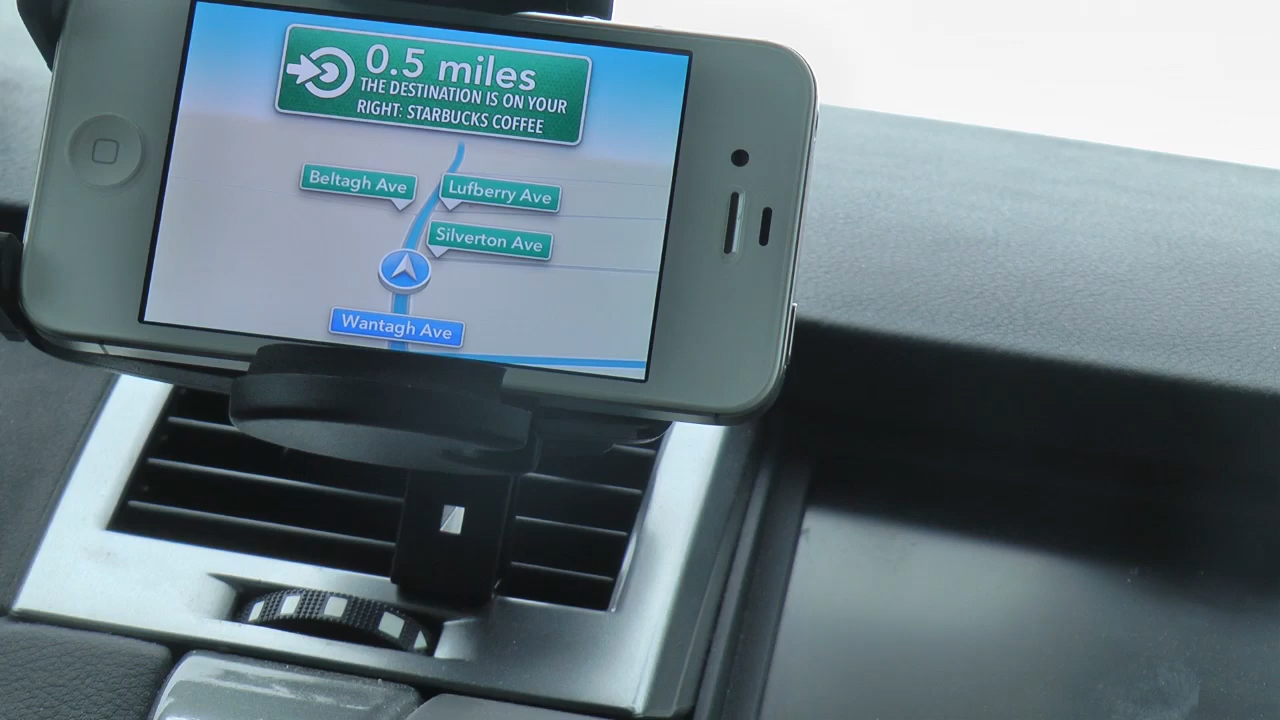 0.5 miles
THE DESTINATION IS ON YOUR
RIGHT: STARBUCKS COFFEE
Beltagh Ave
Lufberry Ave
Silverton Ave
Wantagh Ave